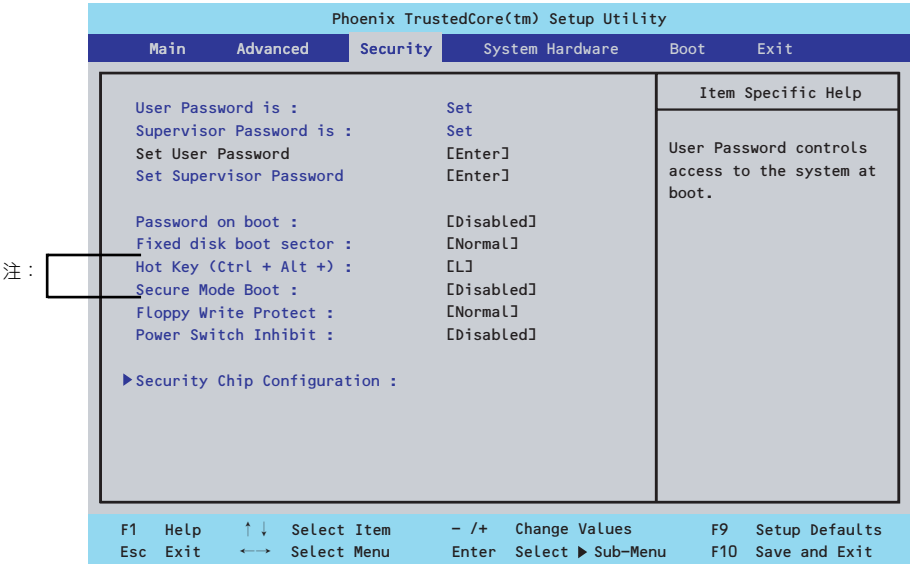 Phoenix TrustedCore(tm) Setup Utility
Main Advanced Security System Hardware Boot Exit
Item Specific Help
User Password is : Set
Supervisor Password is : Set
Set User Password [Enter]
Set Supervisor Password [Enter]
User Password controls
access to the system at
boot.
Password on boot : [Disabled]
Fixed disk boot sector : [Normal]
注：
Hot Key (Ctrl + Alt +) : [L]
Secure Mode Boot : [Disabled]
Floppy Write Protect : [Normal]
Power Switch Inhibit : [Disabled]
▶Security Chip Configuration :
F1 Help ↑↓ Select Item - /+ Change Values F9 Setup Defaults
Esc Exit ←→ Select Menu Enter Select ▶ Sub-Menu F10 Save and Exit